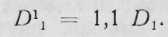 D¹₁ = 1,1 D₁.